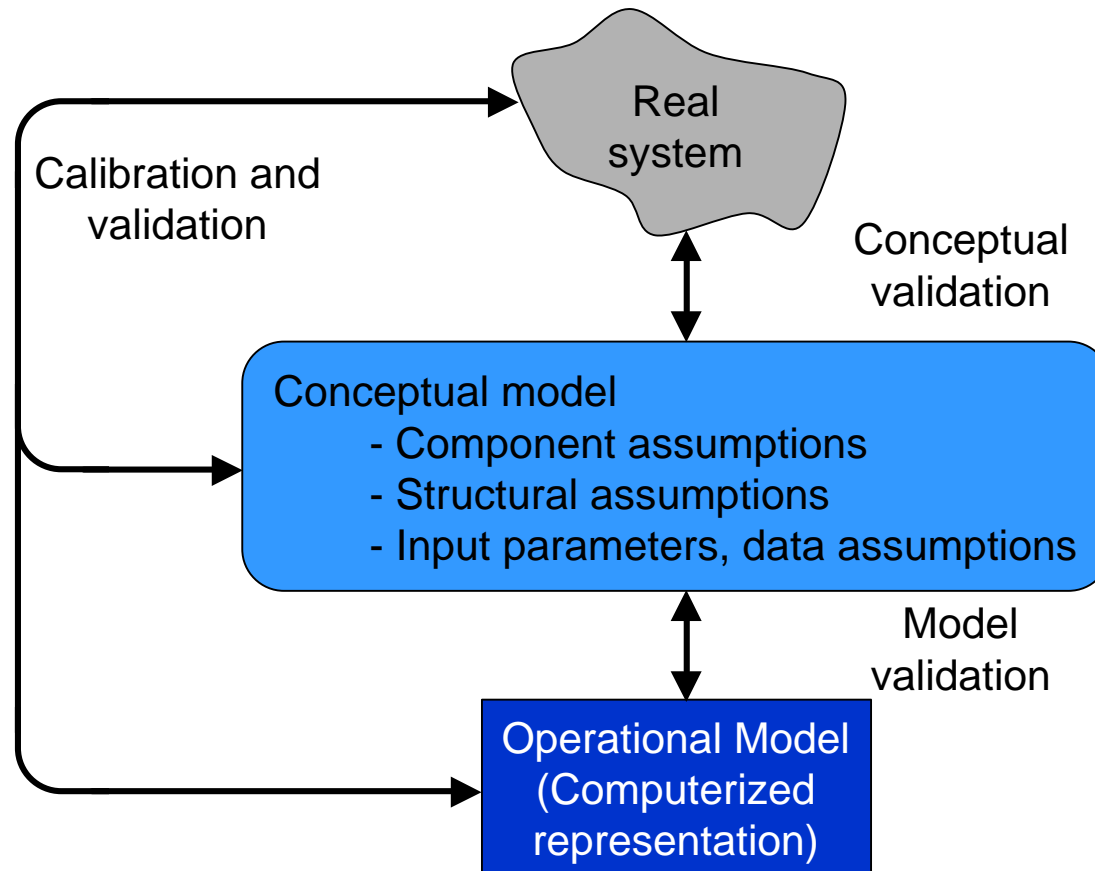 Real
system
Calibration and
validation
Conceptual
validation
Conceptual model
- Component assumptions
- Structural assumptions
- Input parameters, data assumptions
Model
validation
Operational Model
(Computerized
representation)